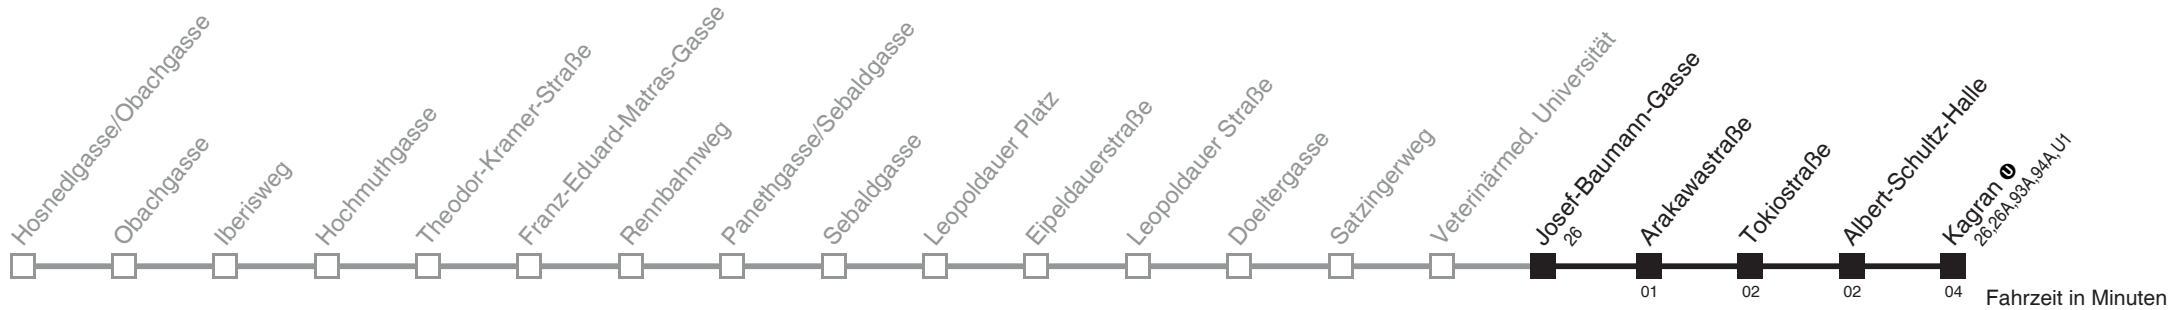 Hosnedlgasse/Obachgasse
Obachgasse
Iberisweg
Hochmuthgasse
Theodor-Kramer-Straße
Franz-Eduard-Matras-Gasse
Rennbahnweg
Panethgasse/Sebaldgasse
Sebaldgasse
Leopoldauer Platz
Eipeldauerstraße
Leopoldauer Straße
Doeltergasse
Satzingerweg
Veterinärmed. Universität
Josef-Baumann-Gasse
26
Arakawastraße
Tokiostraße
Albert-Schultz-Halle
Kagran U
26,26A,93A,94A,U1
01
02
02
04
Fahrzeit in Minuten